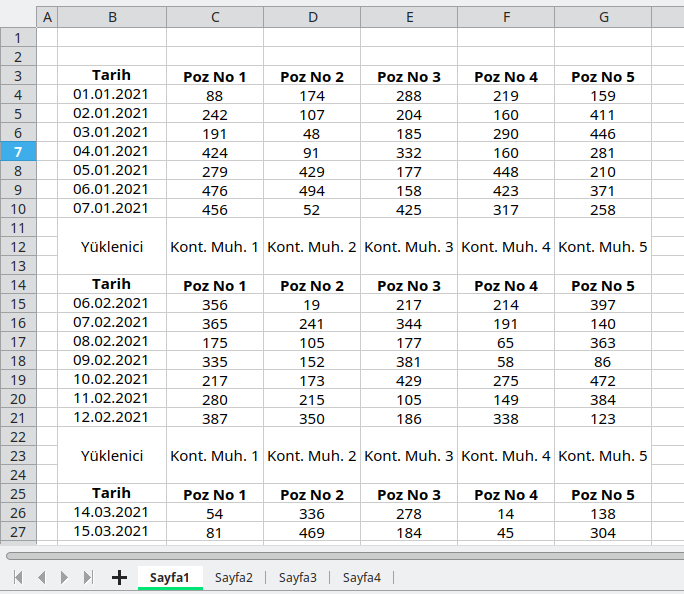 A B C D E F G
1
2
3 Tarih Poz No 1 Poz No 2 Poz No 3 Poz No 4 Poz No 5
4 01.01.2021 88 174 288 219 159
5 02.01.2021 242 107 204 160 411
6 03.01.2021 191 48 185 290 446
7 04.01.2021 424 91 332 160 281
8 05.01.2021 279 429 177 448 210
9 06.01.2021 476 494 158 423 371
10 07.01.2021 456 52 425 317 258
11
12 Yüklenici Kont. Muh. 1 Kont. Muh. 2 Kont. Muh. 3 Kont. Muh. 4 Kont. Muh. 5
13
14 Tarih Poz No 1 Poz No 2 Poz No 3 Poz No 4 Poz No 5
15 06.02.2021 356 19 217 214 397
16 07.02.2021 365 241 344 191 140
17 08.02.2021 175 105 177 65 363
18 09.02.2021 335 152 381 58 86
19 10.02.2021 217 173 429 275 472
20 11.02.2021 280 215 105 149 384
21 12.02.2021 387 350 186 338 123
22
23 Yüklenici Kont. Muh. 1 Kont. Muh. 2 Kont. Muh. 3 Kont. Muh. 4 Kont. Muh. 5
24
25 Tarih Poz No 1 Poz No 2 Poz No 3 Poz No 4 Poz No 5
26 14.03.2021 54 336 278 14 138
27 15.03.2021 81 469 184 45 304
Sayfa1 Sayfa2 Sayfa3 Sayfa4